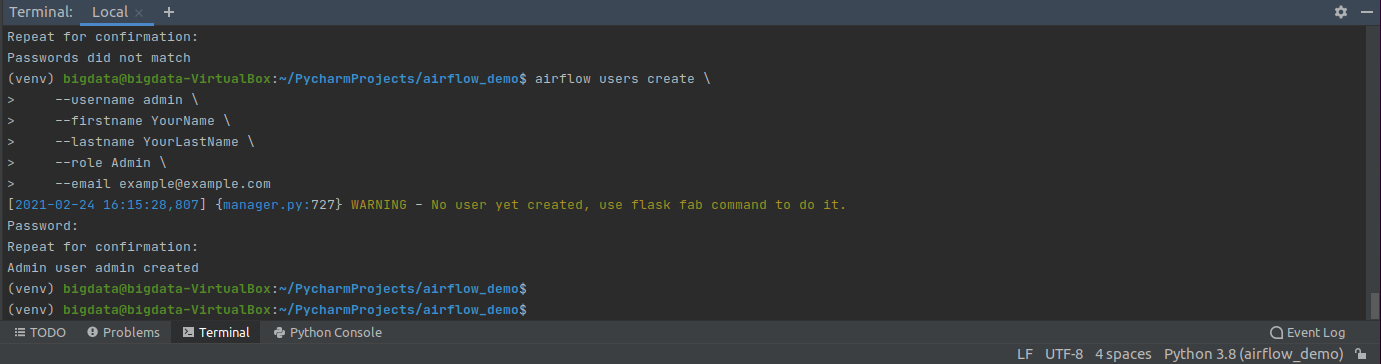 Terminal: Local × +
Repeat for confirmation:
Passwords did not match
(venv) bigdata@bigdata-VirtualBox:~/PycharmProjects/airflow_demo$ airflow users create \
>     --username admin \
>     --firstname YourName \
>     --lastname YourLastName \
>     --role Admin \
>     --email example@example.com
[2021-02-24 16:15:28,807] {manager.py:727} WARNING - No user yet created, use flask fab command to do it.
Password:
Repeat for confirmation:
Admin user admin created
(venv) bigdata@bigdata-VirtualBox:~/PycharmProjects/airflow_demo$
(venv) bigdata@bigdata-VirtualBox:~/PycharmProjects/airflow_demo$
TODO Problems Terminal Python Console Event Log
LF UTF-8 4 spaces Python 3.8 (airflow_demo)